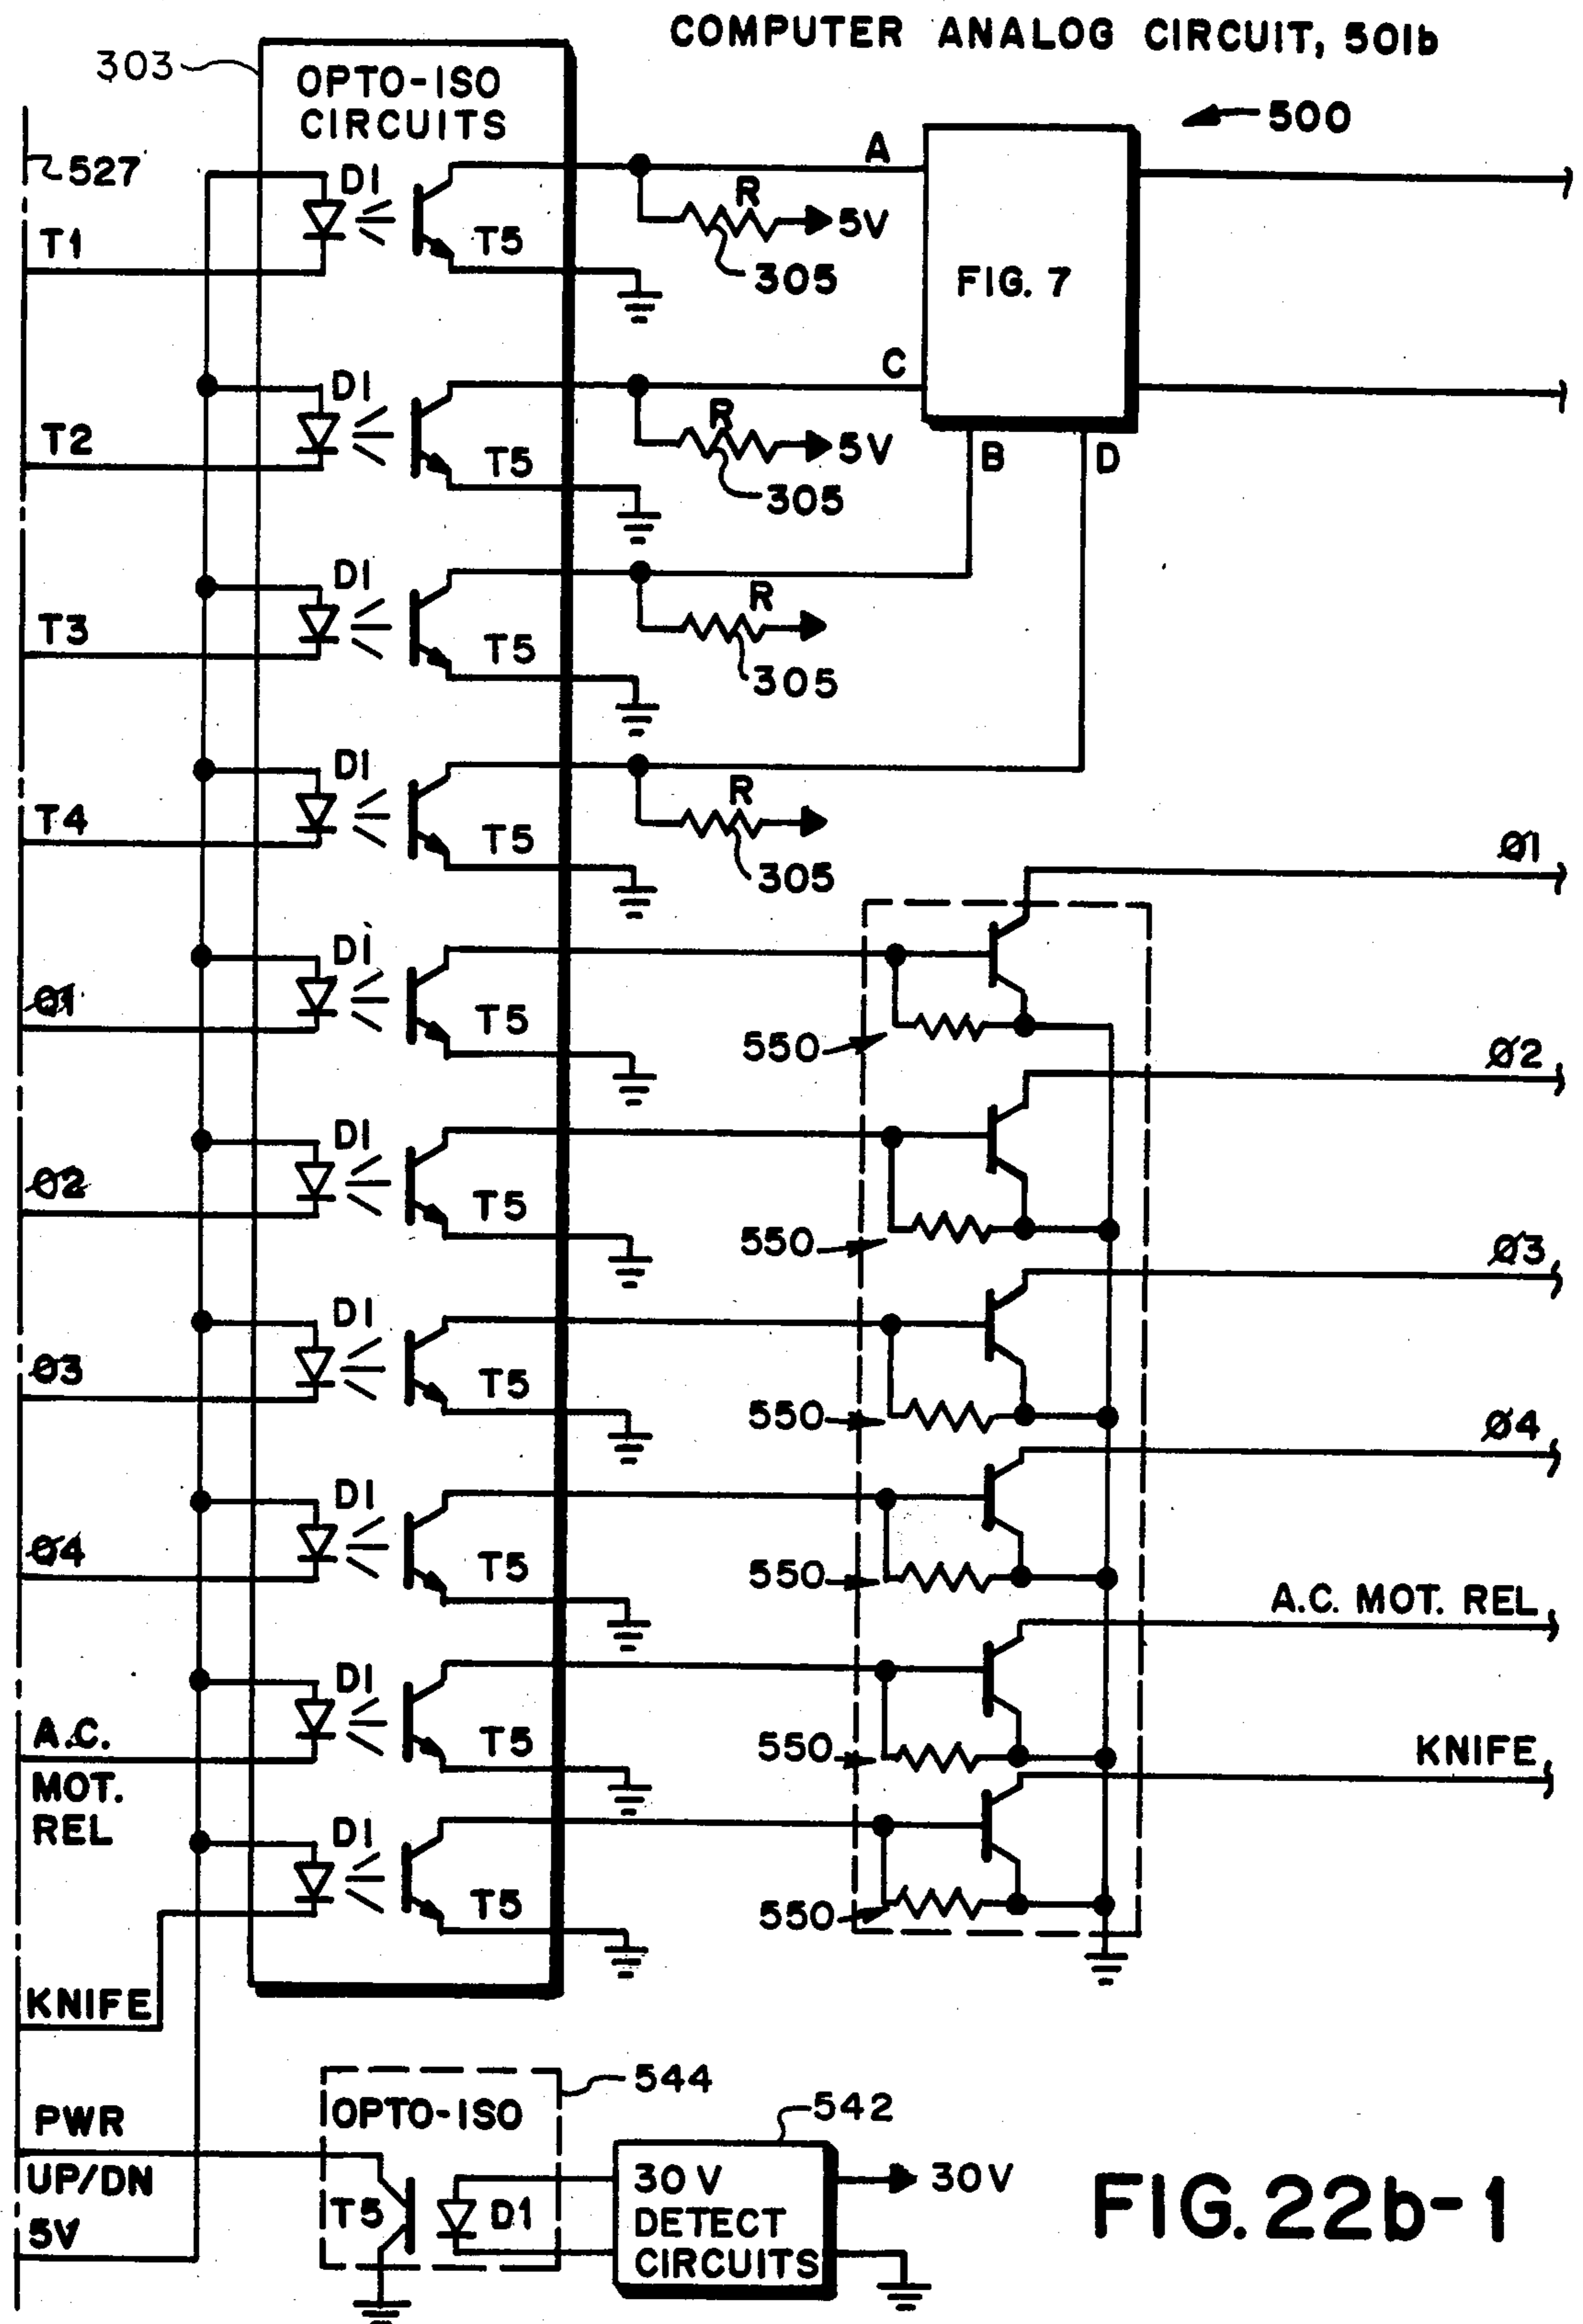 COMPUTER ANALOG CIRCUIT, 501b
303
OPTO-ISO
CIRCUITS
500
527
T1
D1
T5
A
R
5V
305
FIG. 7
T2
D1
T5
C
R
5V
305
B
D
T3
D1
T5
R
305
T4
D1
T5
R
305
Ø1
Ø1
D1
T5
550
Ø2
Ø2
D1
T5
550
Ø3
Ø3
D1
T5
550
Ø4
Ø4
D1
T5
550
A.C. MOT. REL
A.C.
MOT.
REL
D1
T5
550
KNIFE
D1
T5
550
KNIFE
544
OPTO-ISO
542
PWR
UP/DN
5V
T5
D1
30V
DETECT
CIRCUITS
30V
FIG. 22b-1